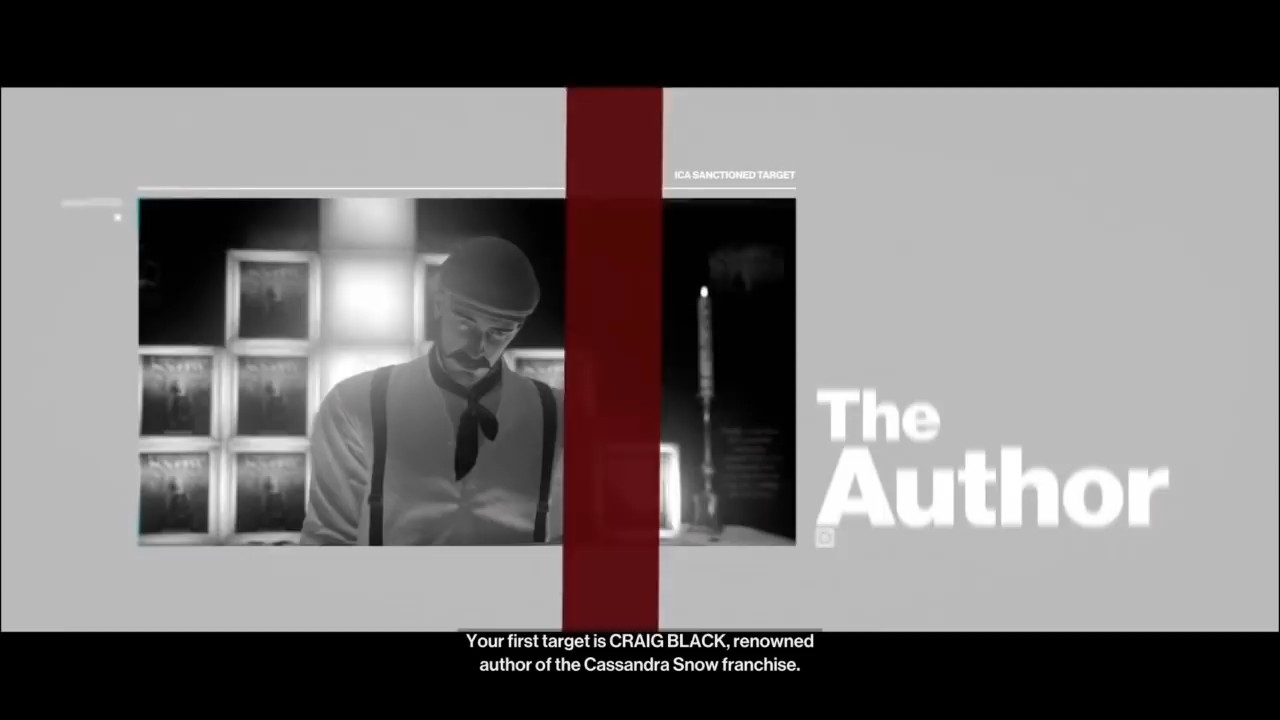 ICA SANCTIONED TARGET
The
Author
Your first target is CRAIG BLACK, renowned
author of the Cassandra Snow franchise.